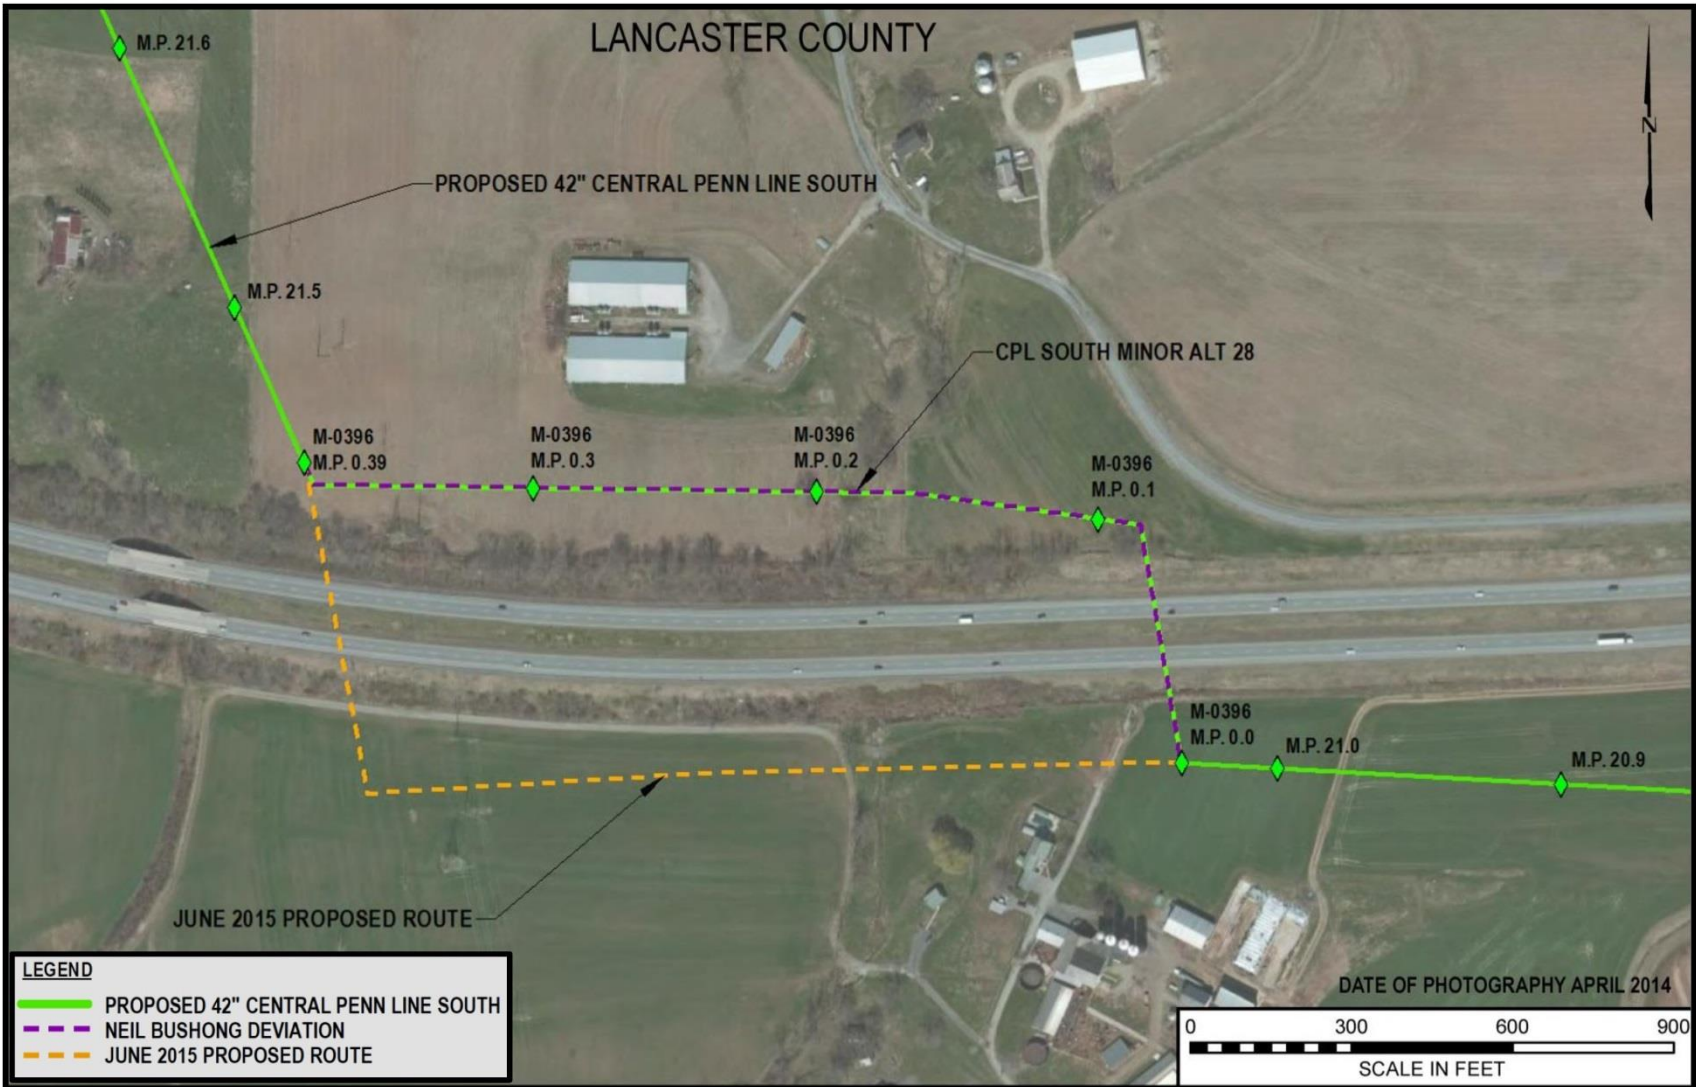 LANCASTER COUNTY
M.P. 21.6
N
PROPOSED 42" CENTRAL PENN LINE SOUTH
M.P. 21.5
CPL SOUTH MINOR ALT 28
M-0396
M.P. 0.39
M-0396
M.P. 0.3
M-0396
M.P. 0.2
M-0396
M.P. 0.1
M-0396
M.P. 0.0
M.P. 21.0
M.P. 20.9
JUNE 2015 PROPOSED ROUTE
LEGEND
PROPOSED 42" CENTRAL PENN LINE SOUTH
NEIL BUSHONG DEVIATION
JUNE 2015 PROPOSED ROUTE
DATE OF PHOTOGRAPHY APRIL 2014
0 300 600 900
SCALE IN FEET